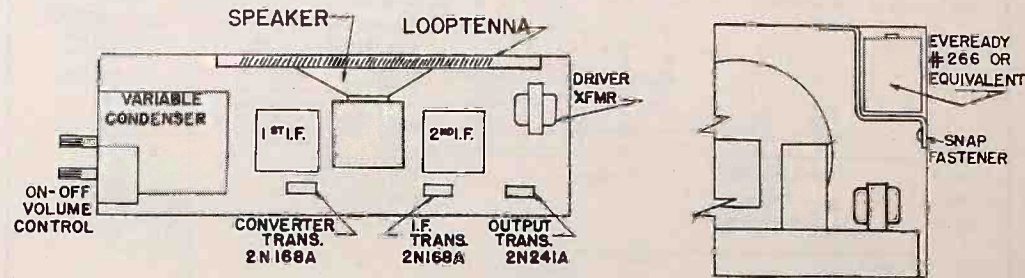 SPEAKER
LOOPTENNA
VARIABLE
CONDENSER
1ST I.F.
2ND I.F.
DRIVER
XFMR
ON-OFF
VOLUME
CONTROL
CONVERTER
TRANS.
2N168A
I.F.
TRANS.
2N168A
OUTPUT
TRANS.
2N241A
EVEREADY
#266 OR
EQUIVALENT
SNAP
FASTENER